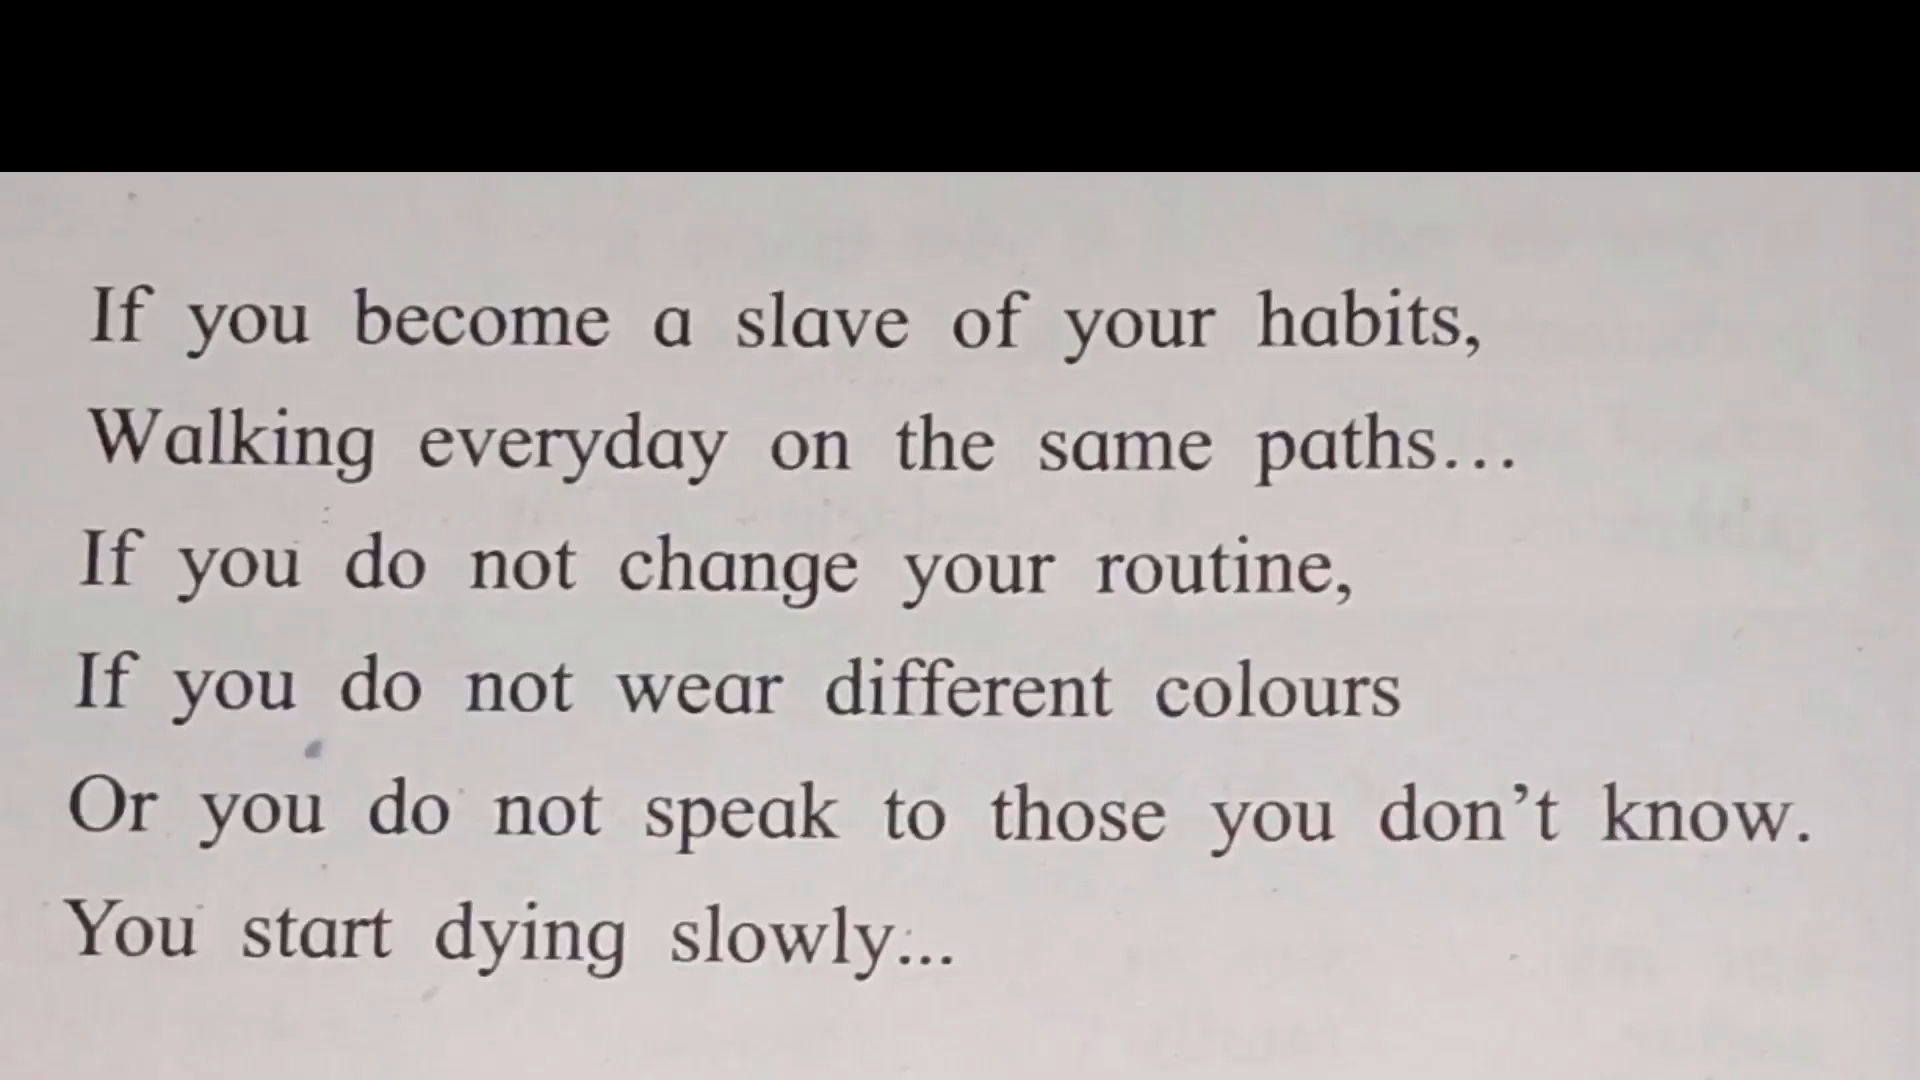 If you become a slave of your habits,
Walking everyday on the same paths...
If you do not change your routine,
If you do not wear different colours
Or you do not speak to those you don't know.
You start dying slowly...